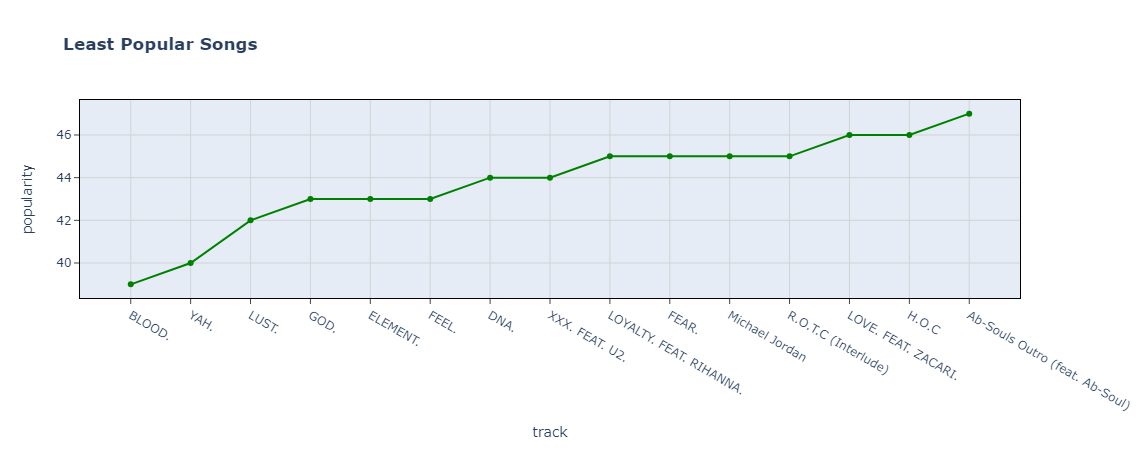 Least Popular Songs
popularity
46
44
42
40
BLOOD.
YAH.
LUST.
GOD.
ELEMENT.
FEEL.
DNA.
XXX. FEAT. U2.
LOYALTY. FEAT. RIHANNA.
FEAR.
Michael Jordan
R.O.T.C (Interlude)
LOVE. FEAT. ZACARI.
H.O.C
Ab-Souls Outro (feat. Ab-Soul)
track